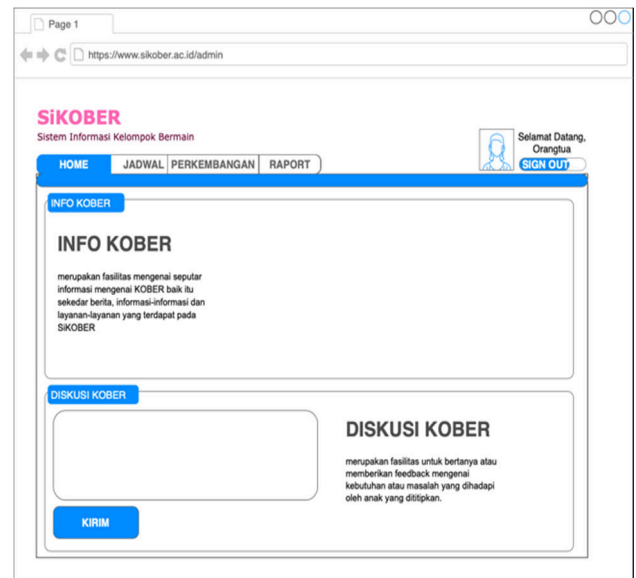 Page 1
https://www.sikober.ac.id/admin
SiKOBER
Sistem Informasi Kelompok Bermain
Selamat Datang,
Orangtua
SIGN OUT
HOME JADWAL PERKEMBANGAN RAPORT
INFO KOBER
INFO KOBER
merupakan fasilitas mengenai seputar
informasi mengenai KOBER baik itu
sekedar berita, informasi-informasi dan
layanan-layanan yang terdapat pada
SiKOBER
DISKUSI KOBER
DISKUSI KOBER
merupakan fasilitas untuk bertanya atau
memberikan feedback mengenai
kebutuhan atau masalah yang dihadapi
oleh anak yang dititipkan.
KIRIM